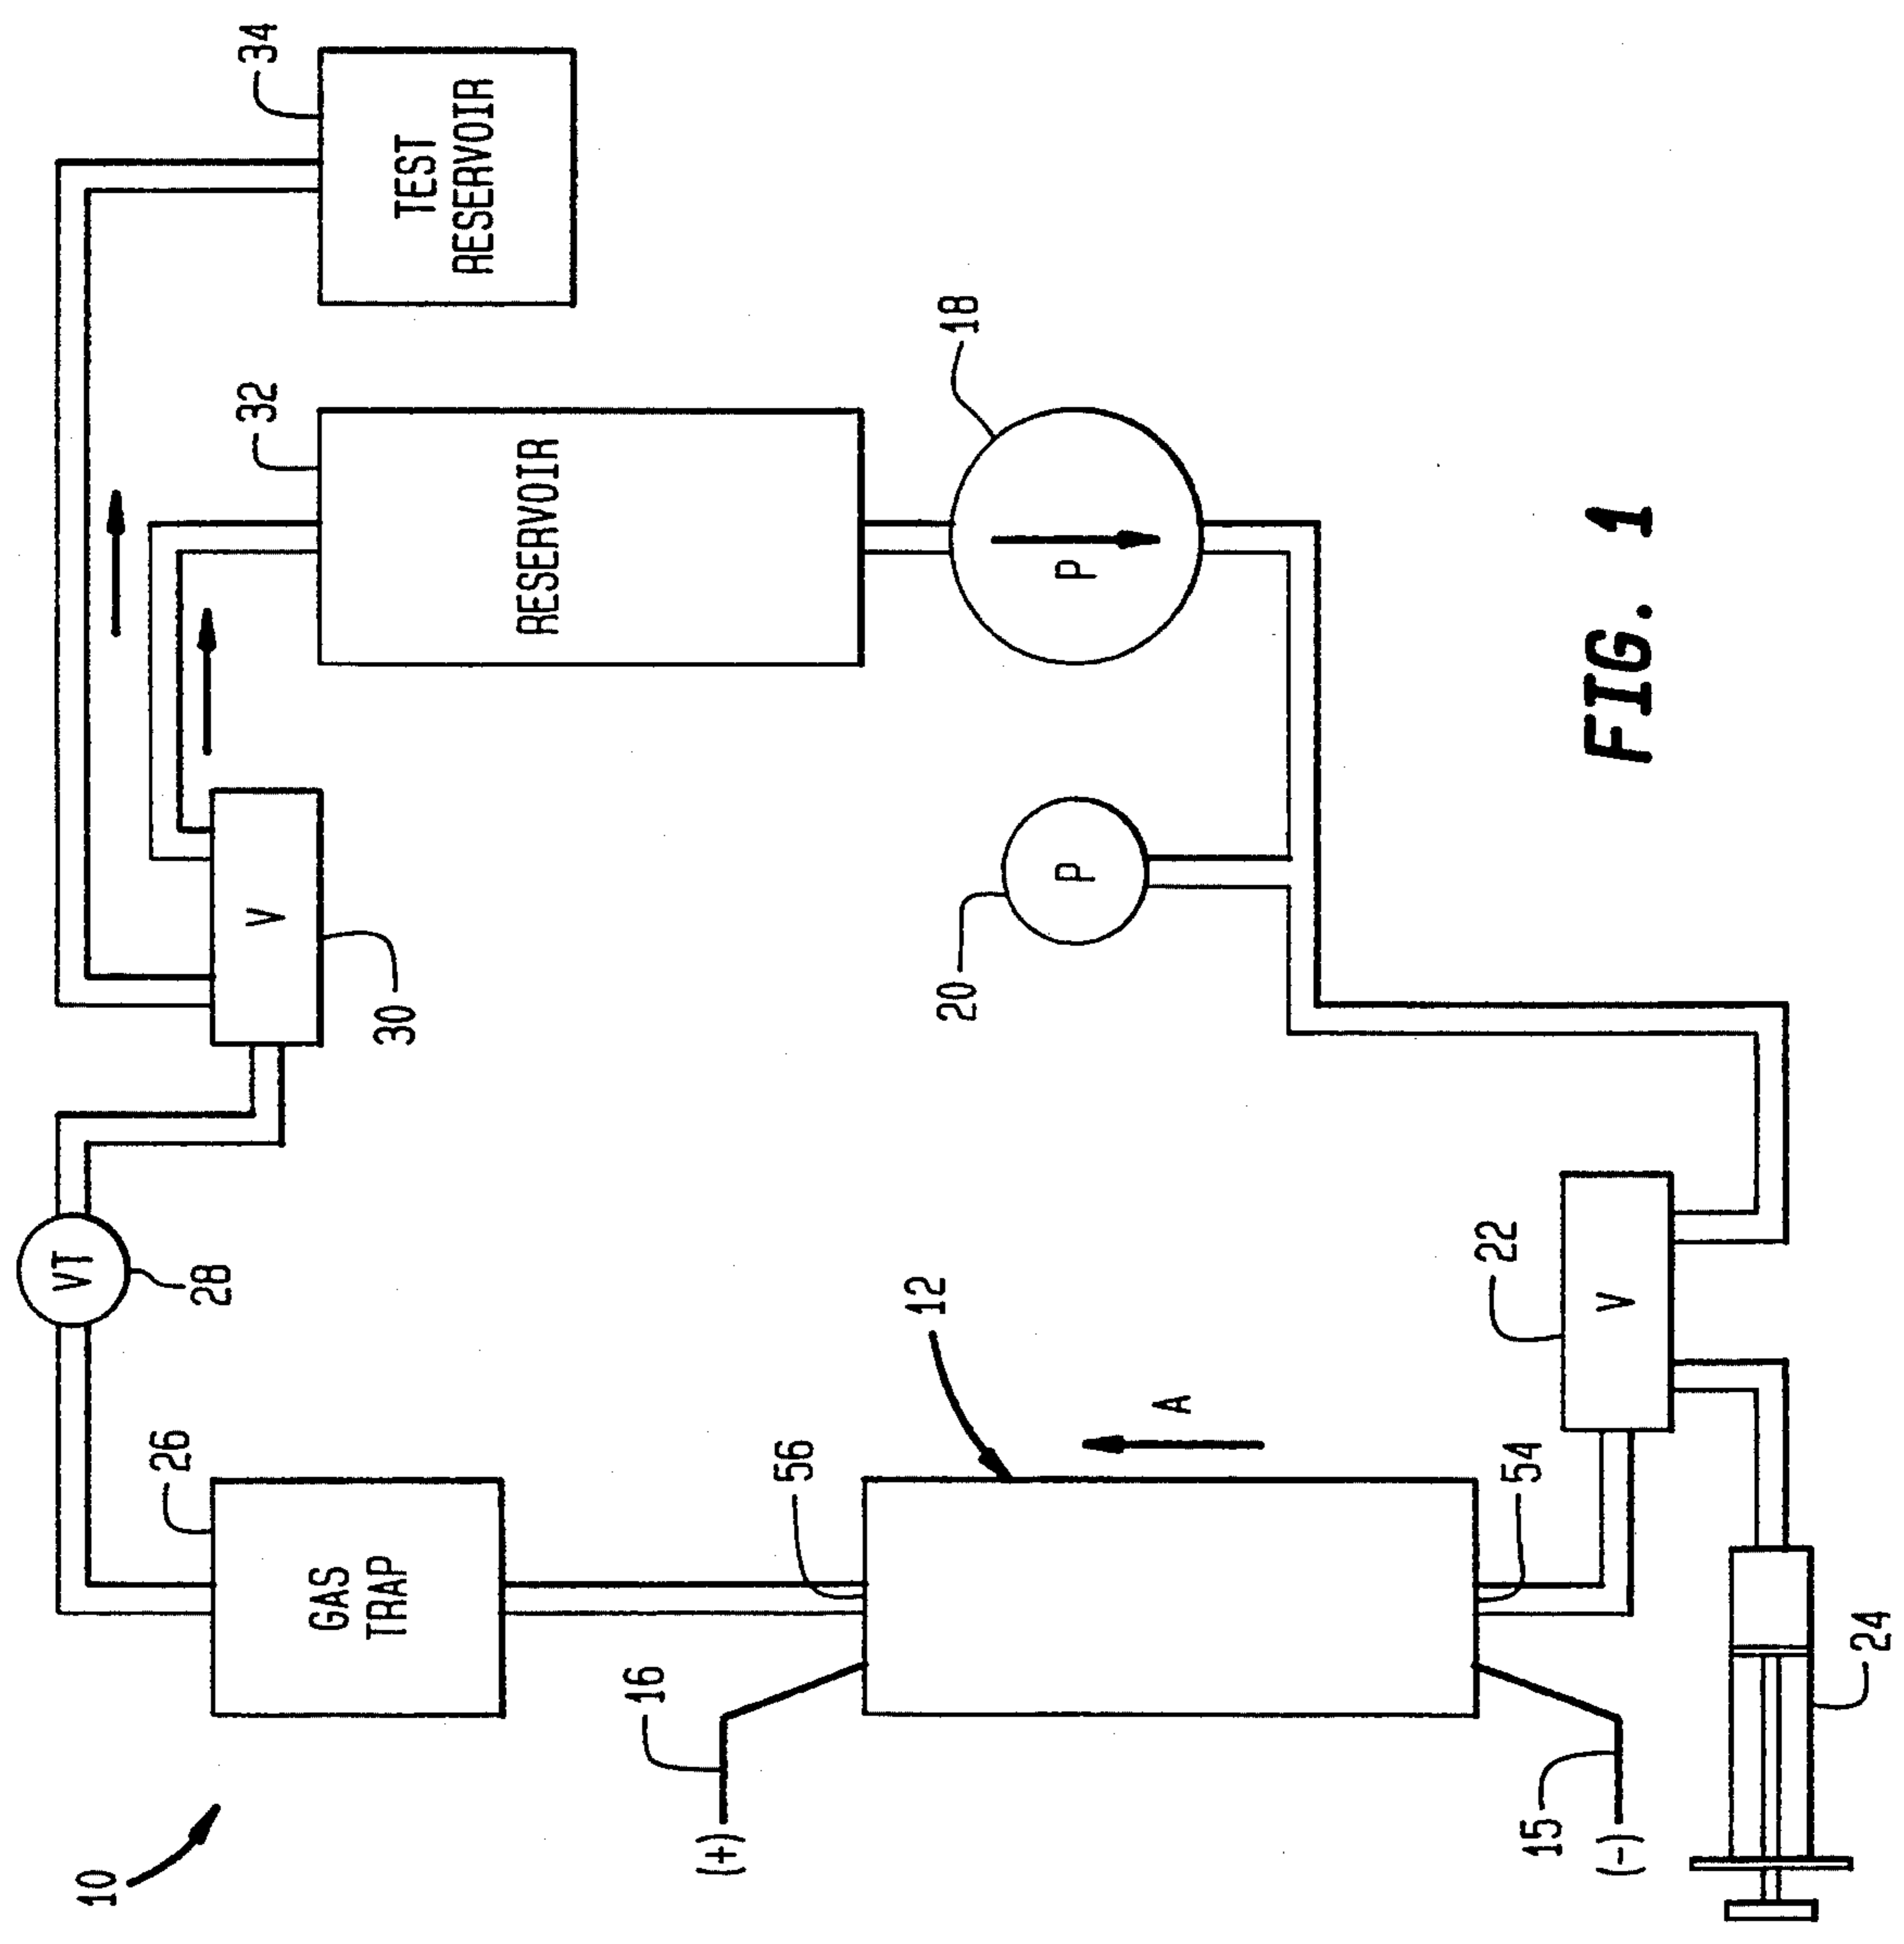 10
GAS
TRAP
26
VT
28
V
30
RESERVOIR
32
TEST
RESERVOIR
34
(+)
16
56
12
A
54
15
(-)
24
V
22
P
20
P
18
FIG. 1